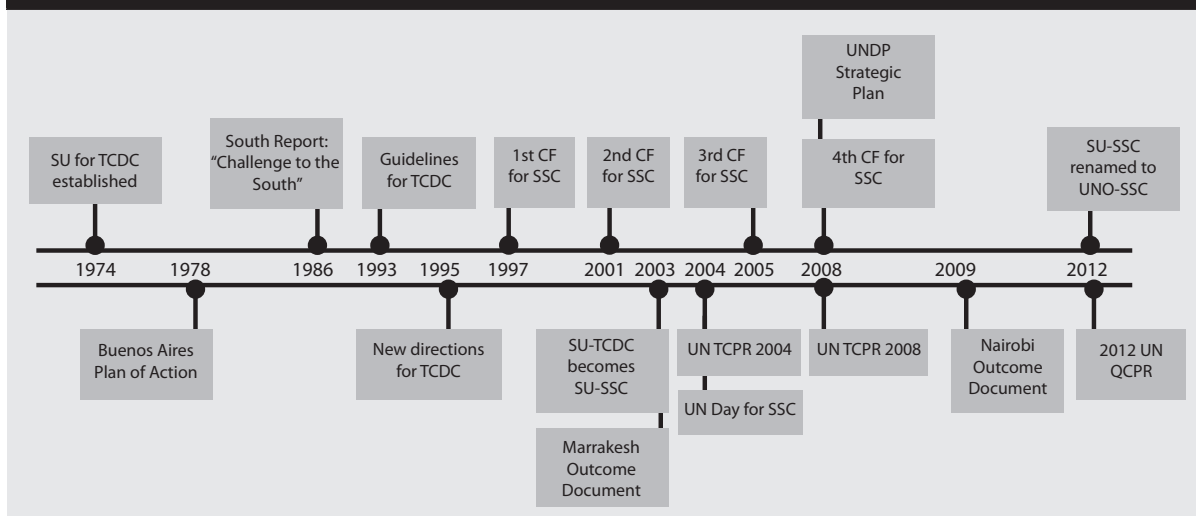 UNDP
Strategic
Plan
SU for TCDC
established
South Report:
“Challenge to the
South”
Guidelines
for TCDC
1st CF
for SSC
2nd CF
for SSC
3rd CF
for SSC
4th CF for
SSC
SU-SSC
renamed to
UNO-SSC
1974 1978 1986 1993 1995 1997 2001 2003 2004 2005 2008 2009 2012
Buenos Aires
Plan of Action
New directions
for TCDC
SU-TCDC
becomes
SU-SSC
Marrakesh
Outcome
Document
UN TCPR 2004
UN Day for SSC
UN TCPR 2008
Nairobi
Outcome
Document
2012 UN
QCPR